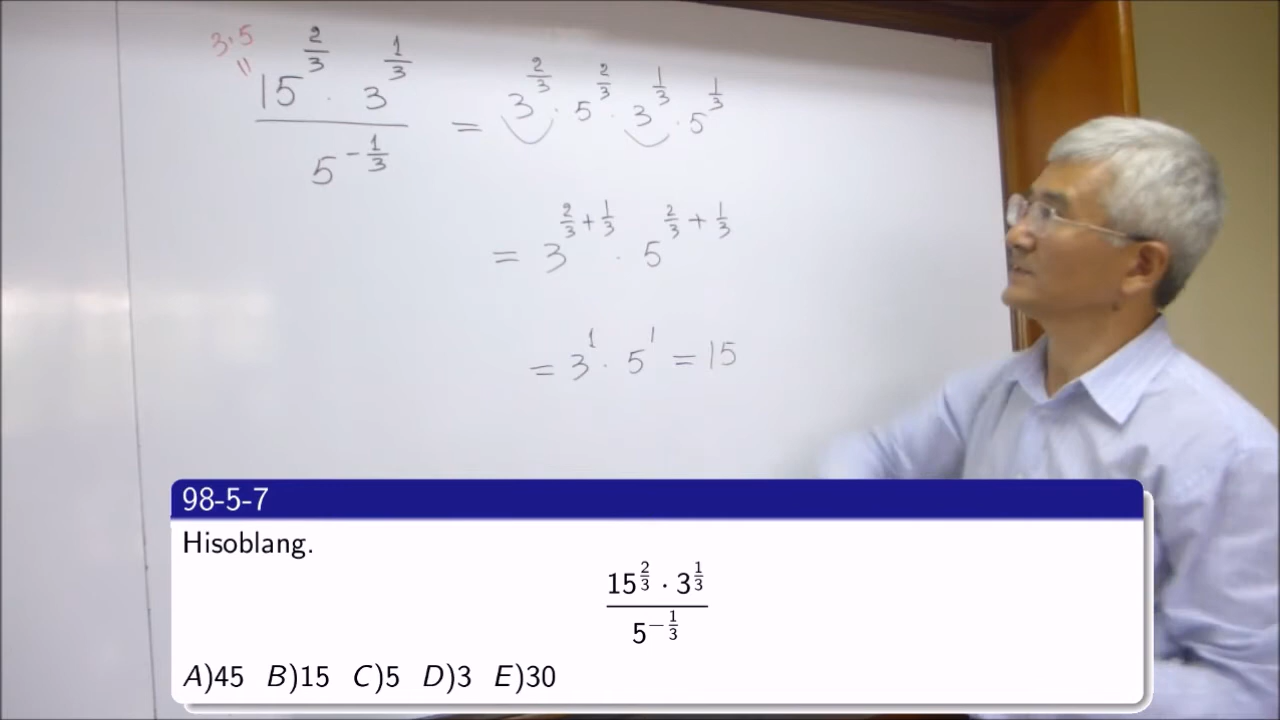 3·5
"
15^{2/3} · 3^{1/3} / 5^{-1/3} = 3^{2/3} · 5^{2/3} · 3^{1/3} · 5^{1/3}
= 3^{2/3 + 1/3} · 5^{2/3 + 1/3}
= 3^1 · 5^1 = 15
98-5-7
Hisoblang.
15^{2/3} · 3^{1/3} / 5^{-1/3}
A)45 B)15 C)5 D)3 E)30